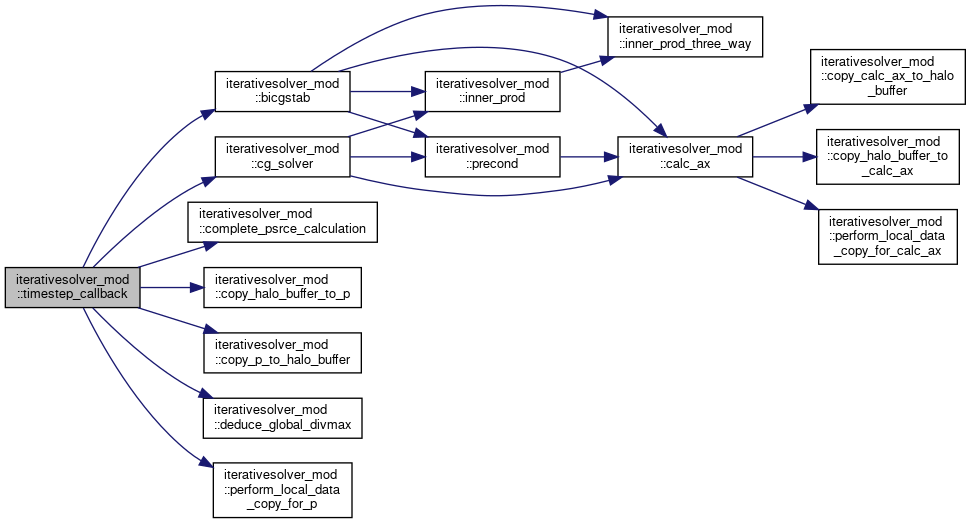 iterativesolver_mod
::timestep_callback
iterativesolver_mod
::bicgstab
iterativesolver_mod
::cg_solver
iterativesolver_mod
::complete_psrce_calculation
iterativesolver_mod
::copy_halo_buffer_to_p
iterativesolver_mod
::copy_p_to_halo_buffer
iterativesolver_mod
::deduce_global_divmax
iterativesolver_mod
::perform_local_data
_copy_for_p
iterativesolver_mod
::inner_prod
iterativesolver_mod
::precond
iterativesolver_mod
::inner_prod_three_way
iterativesolver_mod
::calc_ax
iterativesolver_mod
::copy_calc_ax_to_halo
_buffer
iterativesolver_mod
::copy_halo_buffer_to
_calc_ax
iterativesolver_mod
::perform_local_data
_copy_for_calc_ax